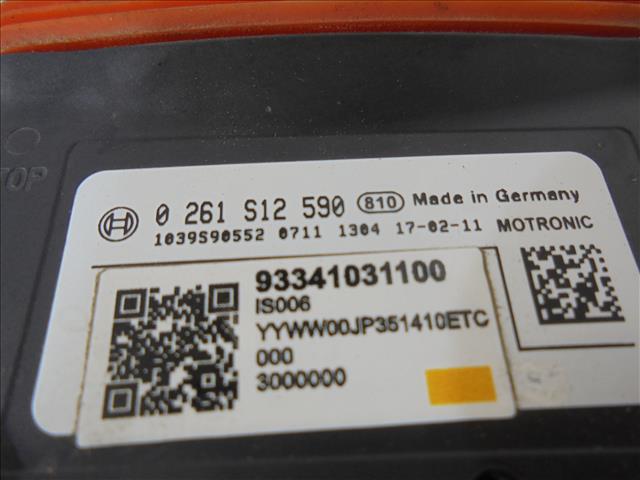 0 261 S12 590 810 Made in Germany
1039S90552 0711 1304 17-02-11 MOTRONIC
93341031100
IS006
YYWW00JP351410ETC
000
3000000